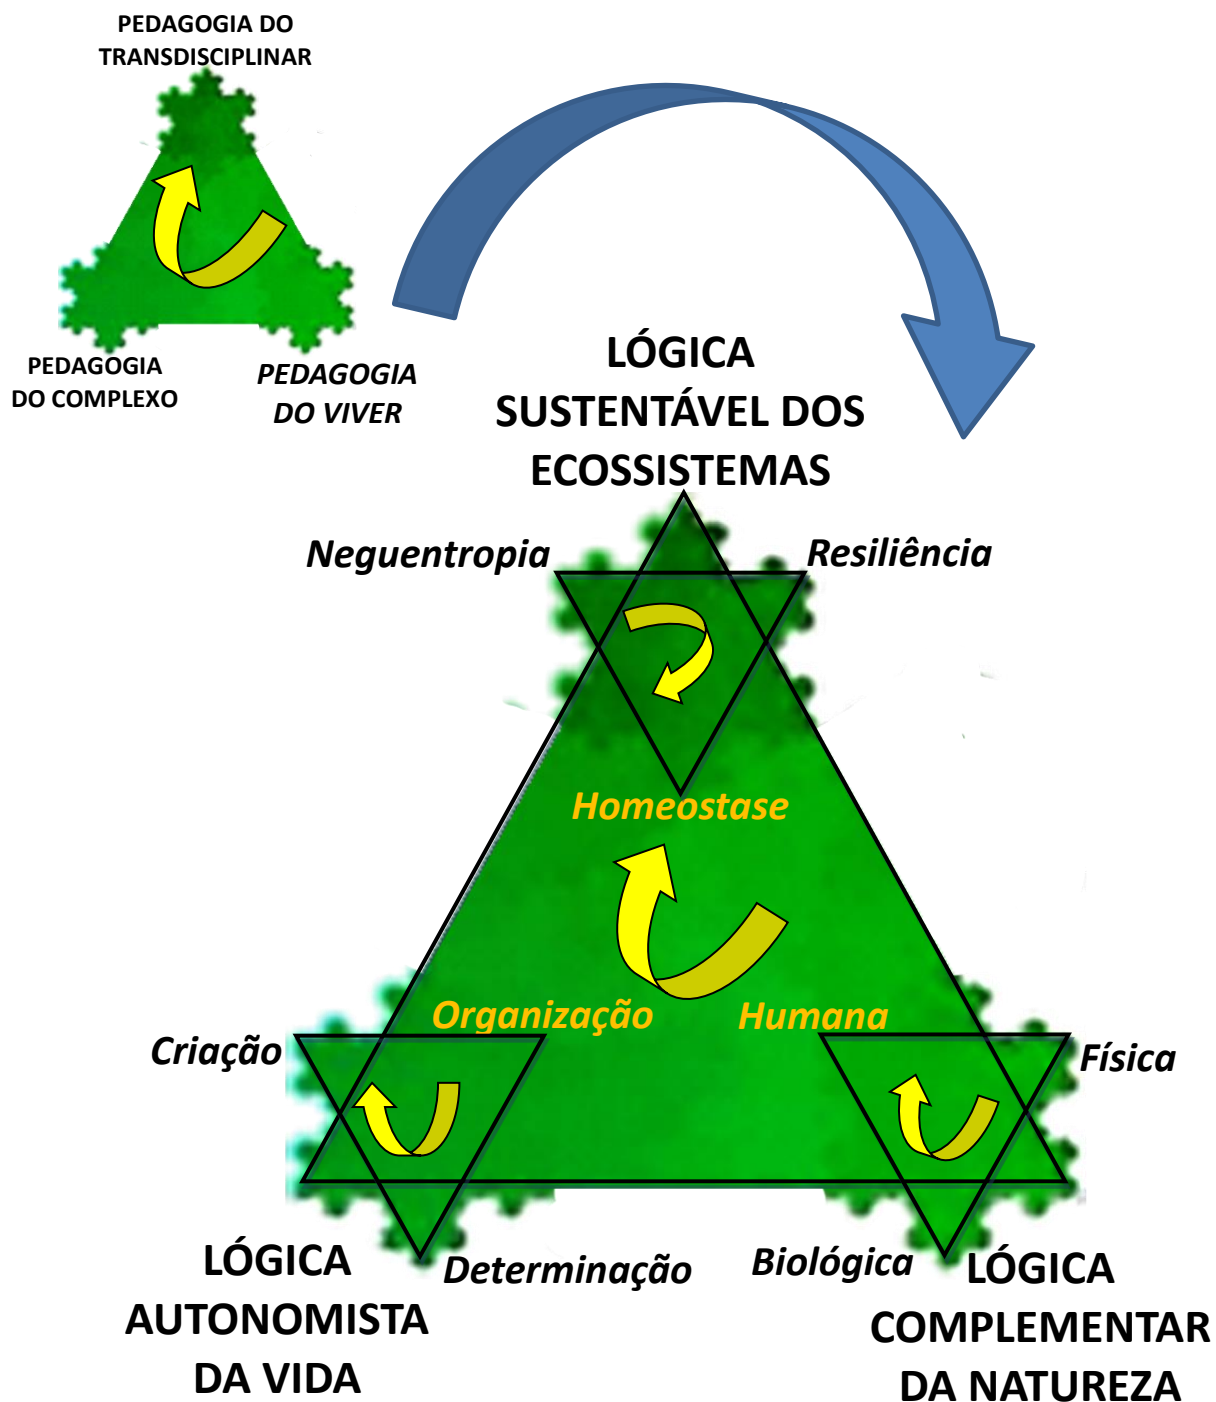 PEDAGOGIA DO
TRANSDISCIPLINAR
PEDAGOGIA
DO COMPLEXO
PEDAGOGIA
DO VIVER
LÓGICA
SUSTENTÁVEL DOS
ECOSSISTEMAS
Neguentropia
Resiliência
Homeostase
Organização
Humana
Criação
Física
Determinação
Biológica
LÓGICA
AUTONOMISTA
DA VIDA
LÓGICA
COMPLEMENTAR
DA NATUREZA